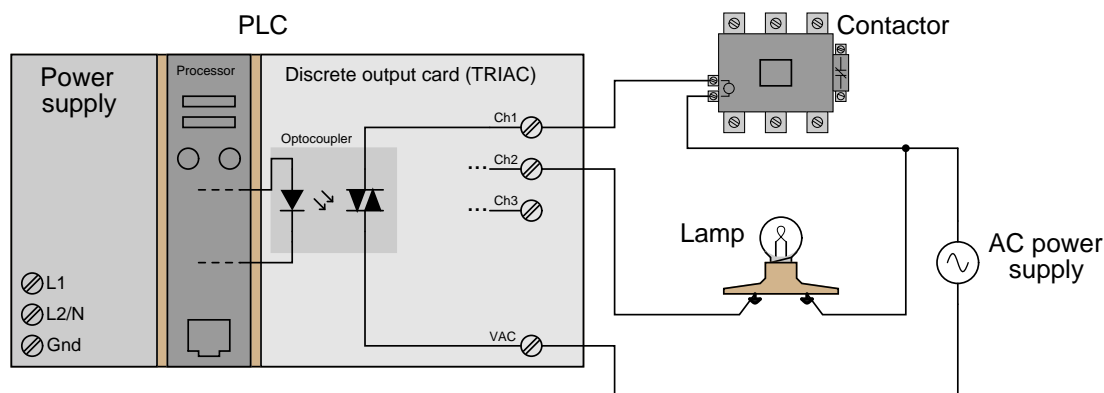 PLC
Contactor
Power
supply
Processor
Discrete output card (TRIAC)
Optocoupler
Ch1
... Ch2
... Ch3
Lamp
AC power
supply
L1
L2/N
Gnd
VAC